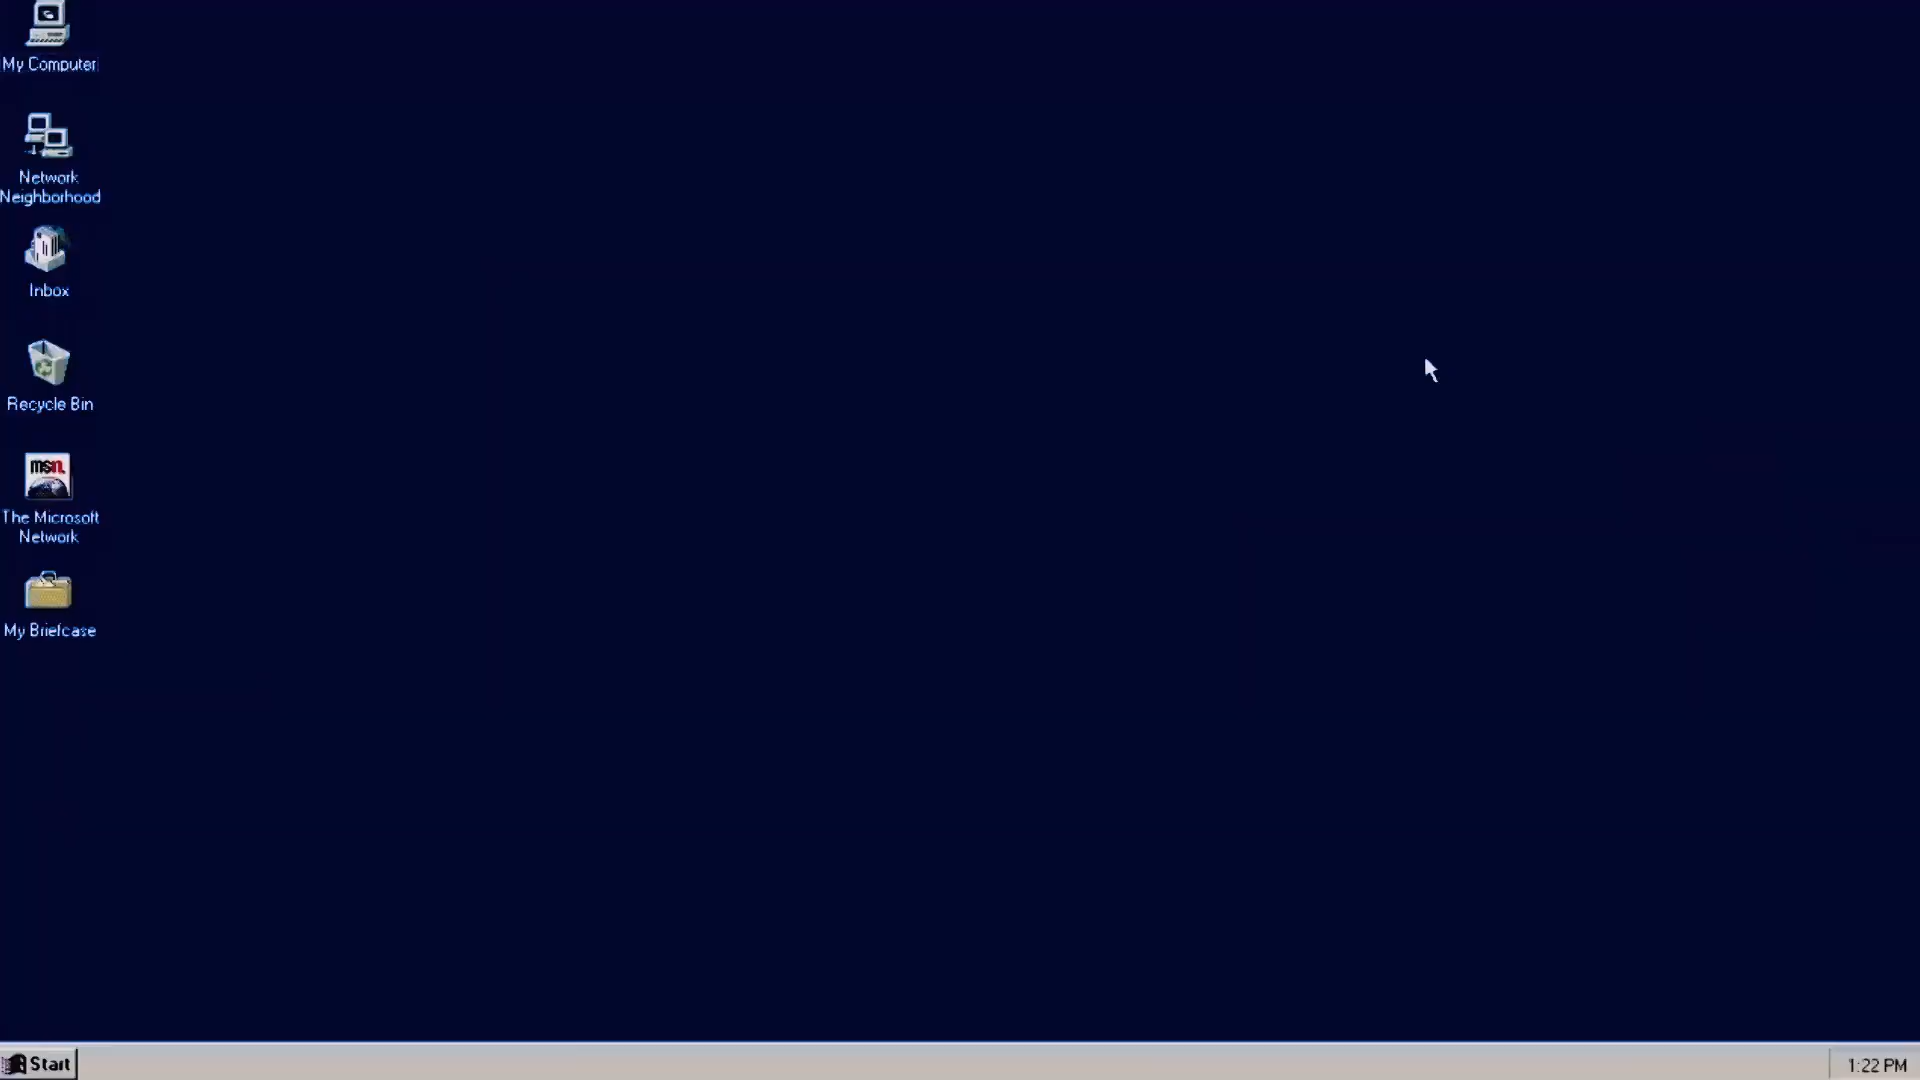 My Computer
Network
Neighborhood
Inbox
Recycle Bin
msn
The Microsoft
Network
My Briefcase
Start
1:22 PM